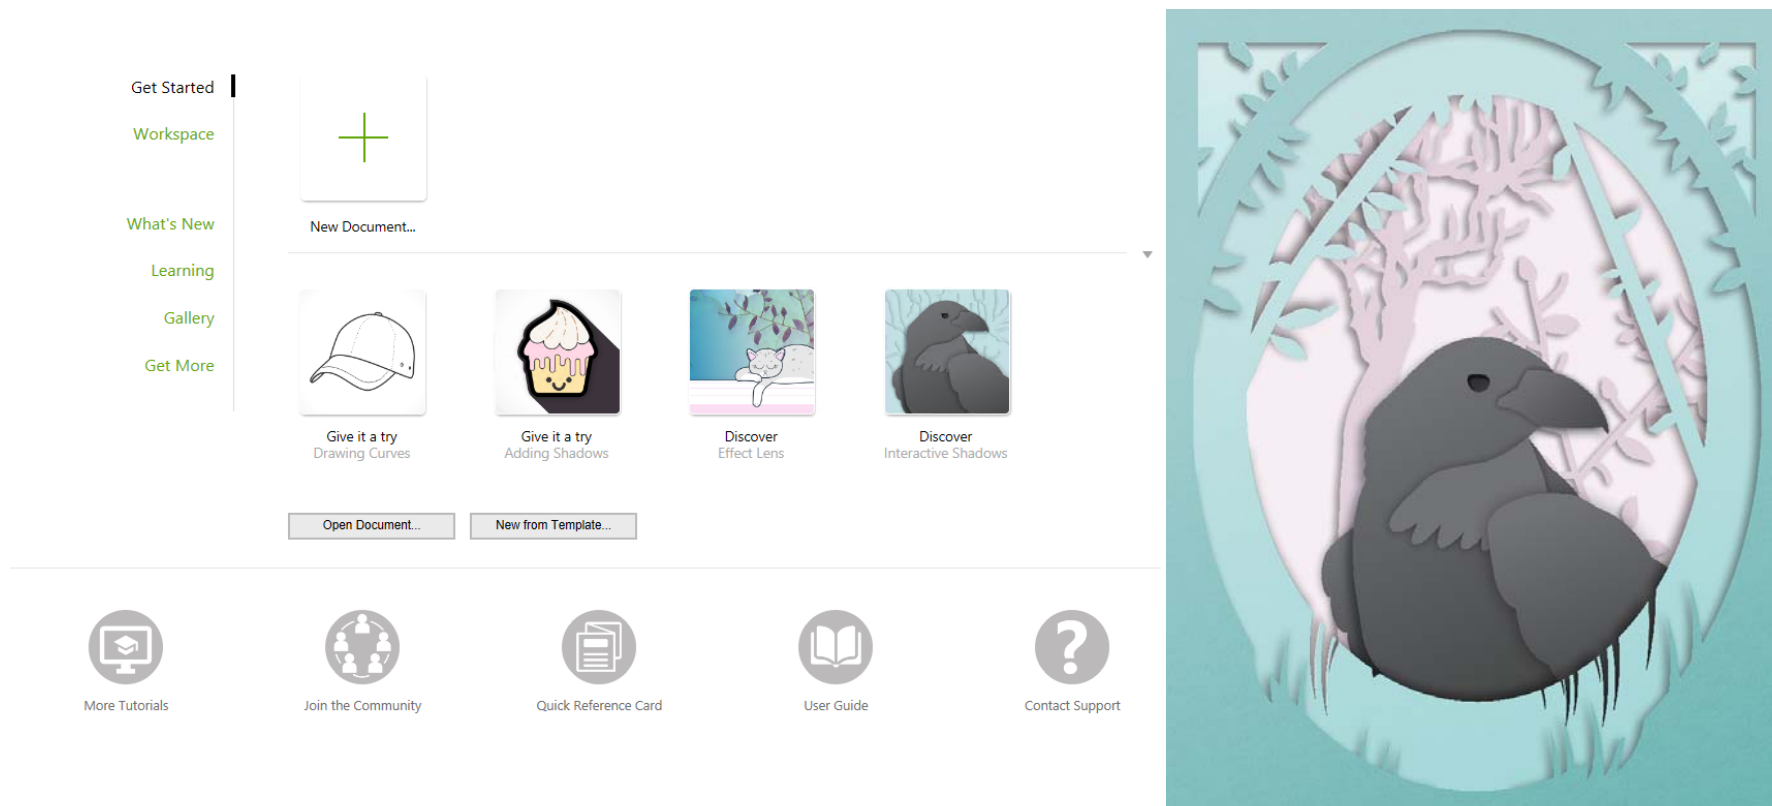 Get Started
Workspace
What's New
Learning
Gallery
Get More
New Document...
Give it a try
Drawing Curves
Give it a try
Adding Shadows
Discover
Effect Lens
Discover
Interactive Shadows
Open Document...
New from Template...
More Tutorials
Join the Community
Quick Reference Card
User Guide
Contact Support